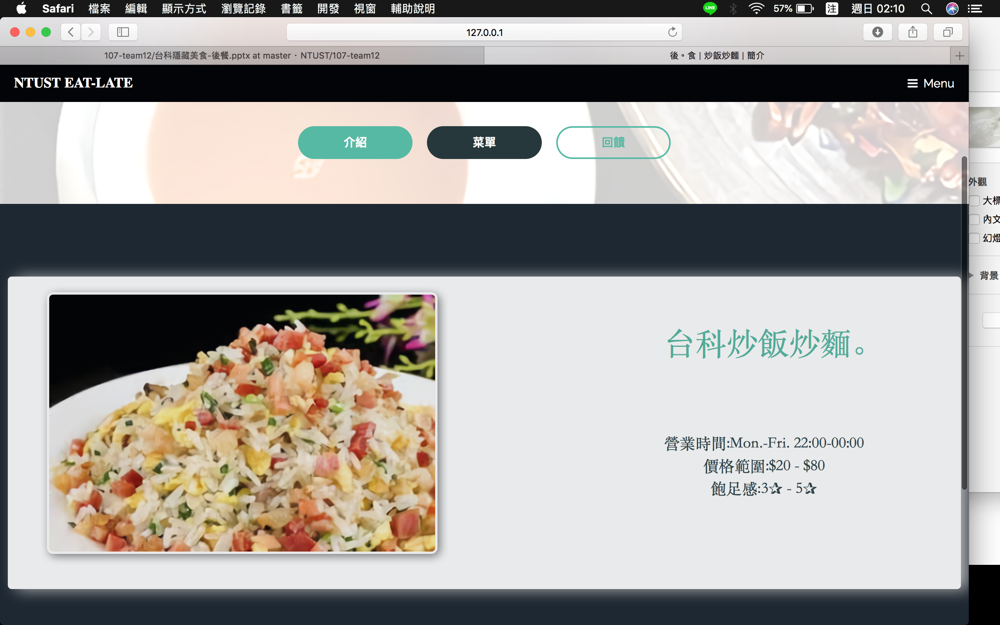 Safari 檔案 編輯 顯示方式 瀏覽記錄 書籤 開發 視窗 輔助說明 LINE 57% 注 週日 02:10
127.0.0.1
107-team12/台科隱藏美食-後餐.pptx at master · NTUST/107-team12 後。食 | 炒飯炒麵 | 簡介
NTUST EAT-LATE Menu
介紹 菜單 回饋
外觀
大標
內文
幻燈
背景
台科炒飯炒麵。
營業時間:Mon.-Fri. 22:00-00:00
價格範圍:$20 - $80
飽足感:3✰ - 5✰